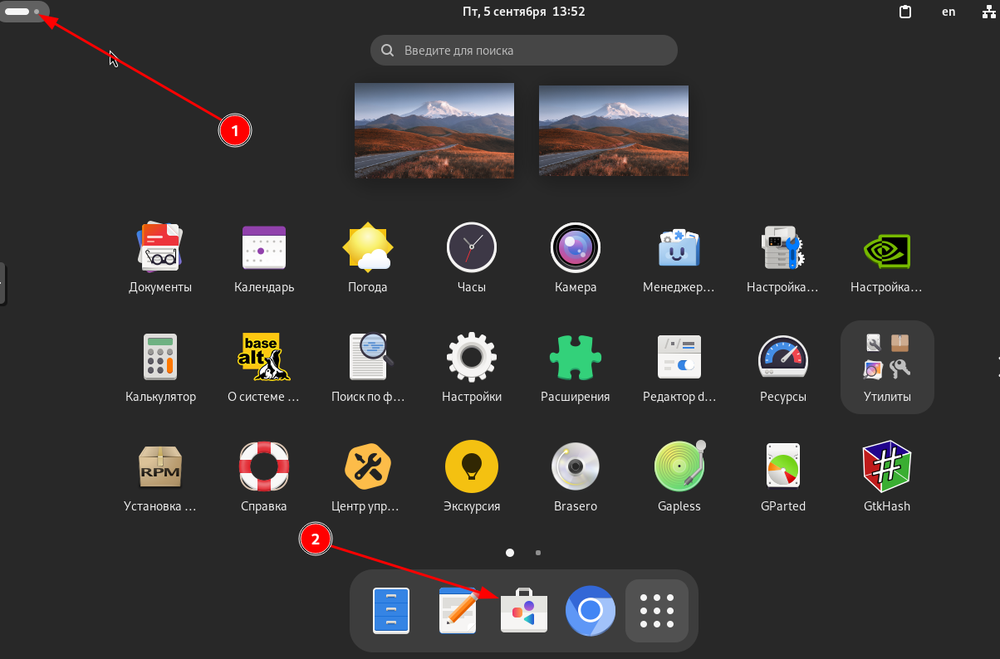 Пт, 5 сентября 13:52
en
Введите для поиска
1
Документы
Календарь
Погода
Часы
Камера
Менеджер...
Настройка...
Настройка...
base
alt
Калькулятор
О системе ...
Поиск по ф...
Настройки
Расширения
Редактор d...
Ресурсы
Утилиты
RPM
#
Установка ...
Справка
Центр упр...
Экскурсия
Brasero
Gapless
GParted
GtkHash
2